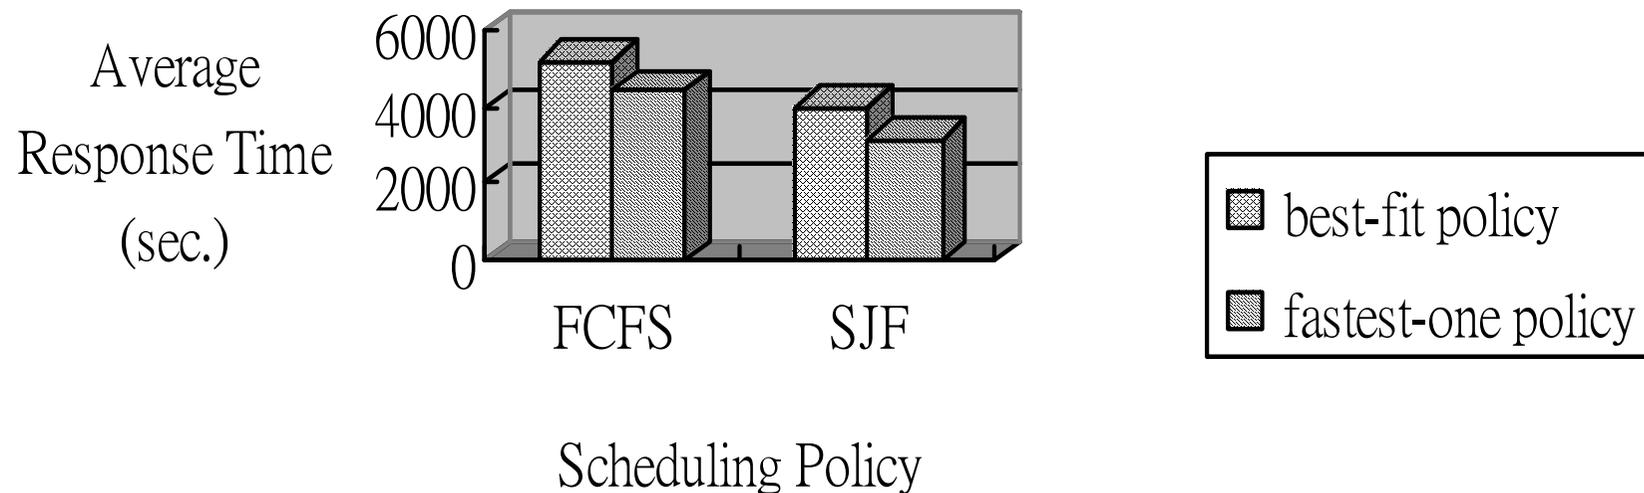 Average
Response Time
(sec.)
6000
4000
2000
0
FCFS
SJF
Scheduling Policy
best-fit policy
fastest-one policy